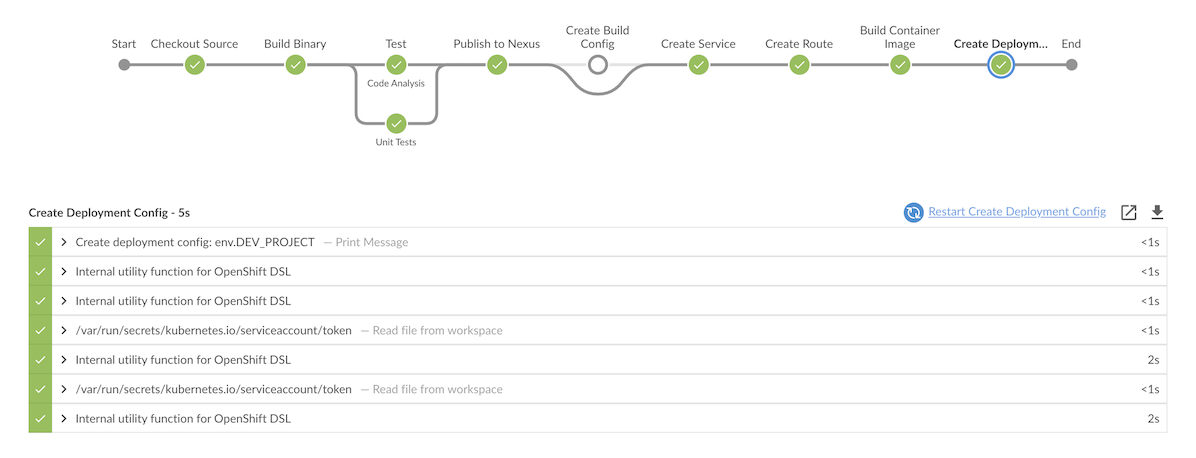 Start
Checkout Source
Build Binary
Test
Publish to Nexus
Create Build
Config
Create Service
Create Route
Build Container
Image
Create Deploym...
End
Code Analysis
Unit Tests
Create Deployment Config - 5s
Restart Create Deployment Config
Create deployment config: env.DEV_PROJECT — Print Message <1s
Internal utility function for OpenShift DSL <1s
Internal utility function for OpenShift DSL <1s
/var/run/secrets/kubernetes.io/serviceaccount/token — Read file from workspace <1s
Internal utility function for OpenShift DSL 2s
/var/run/secrets/kubernetes.io/serviceaccount/token — Read file from workspace <1s
Internal utility function for OpenShift DSL 2s